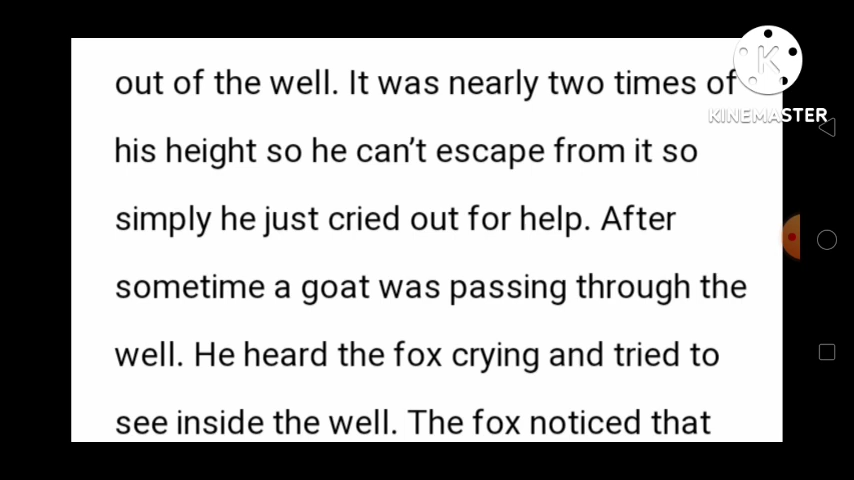 out of the well. It was nearly two times of
his height so he can't escape from it so
simply he just cried out for help. After
sometime a goat was passing through the
well. He heard the fox crying and tried to
see inside the well. The fox noticed that
K
KINEMASTER